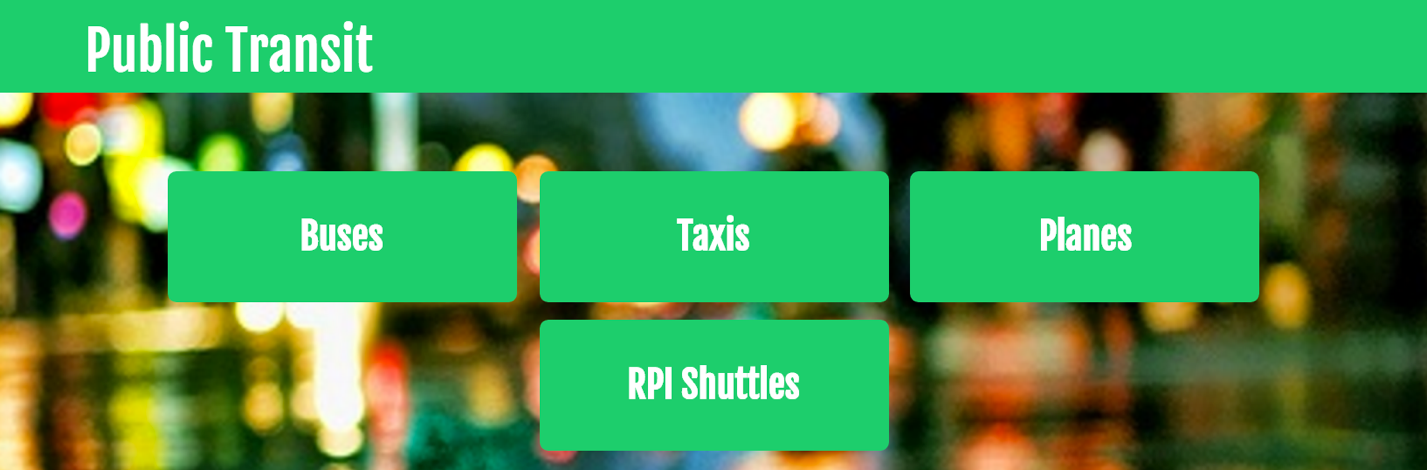 Public Transit
Buses
Taxis
Planes
RPI Shuttles